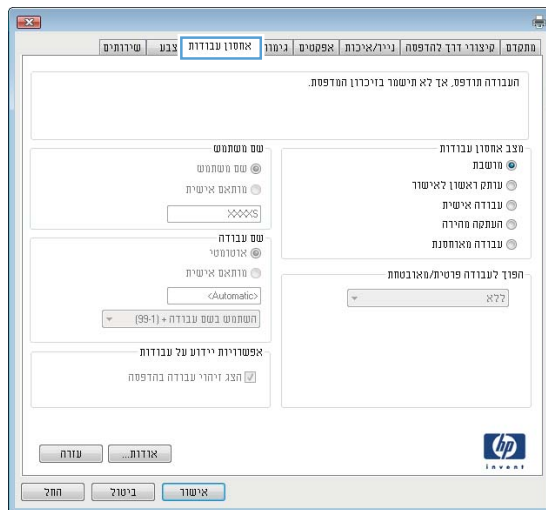 מתקדם
קיצורי דרך להדפסה
נייר/איכות
אפקטים
גימור
אחסון עבודות
צבע
שירותים
העבודה תודפס, אך לא תישמר בזיכרון המדפסת.
מצב אחסון עבודות
מושבת
עותק ראשון לאישור
עבודה אישית
העתקה מהירה
עבודה מאוחסנת
הפוך לעבודה פרטית/מאובטחת
ללא
שם משתמש
שם משתמש
מותאם אישית
XXXXS
שם עבודה
אוטומטי
מותאם אישית
<Automatic>
השתמש בשם עבודה + (99-1)
אפשרויות יידוע על עבודות
הצג זיהוי עבודה בהדפסה
hp
invent
אודות...
עזרה
אישור
ביטול
החל